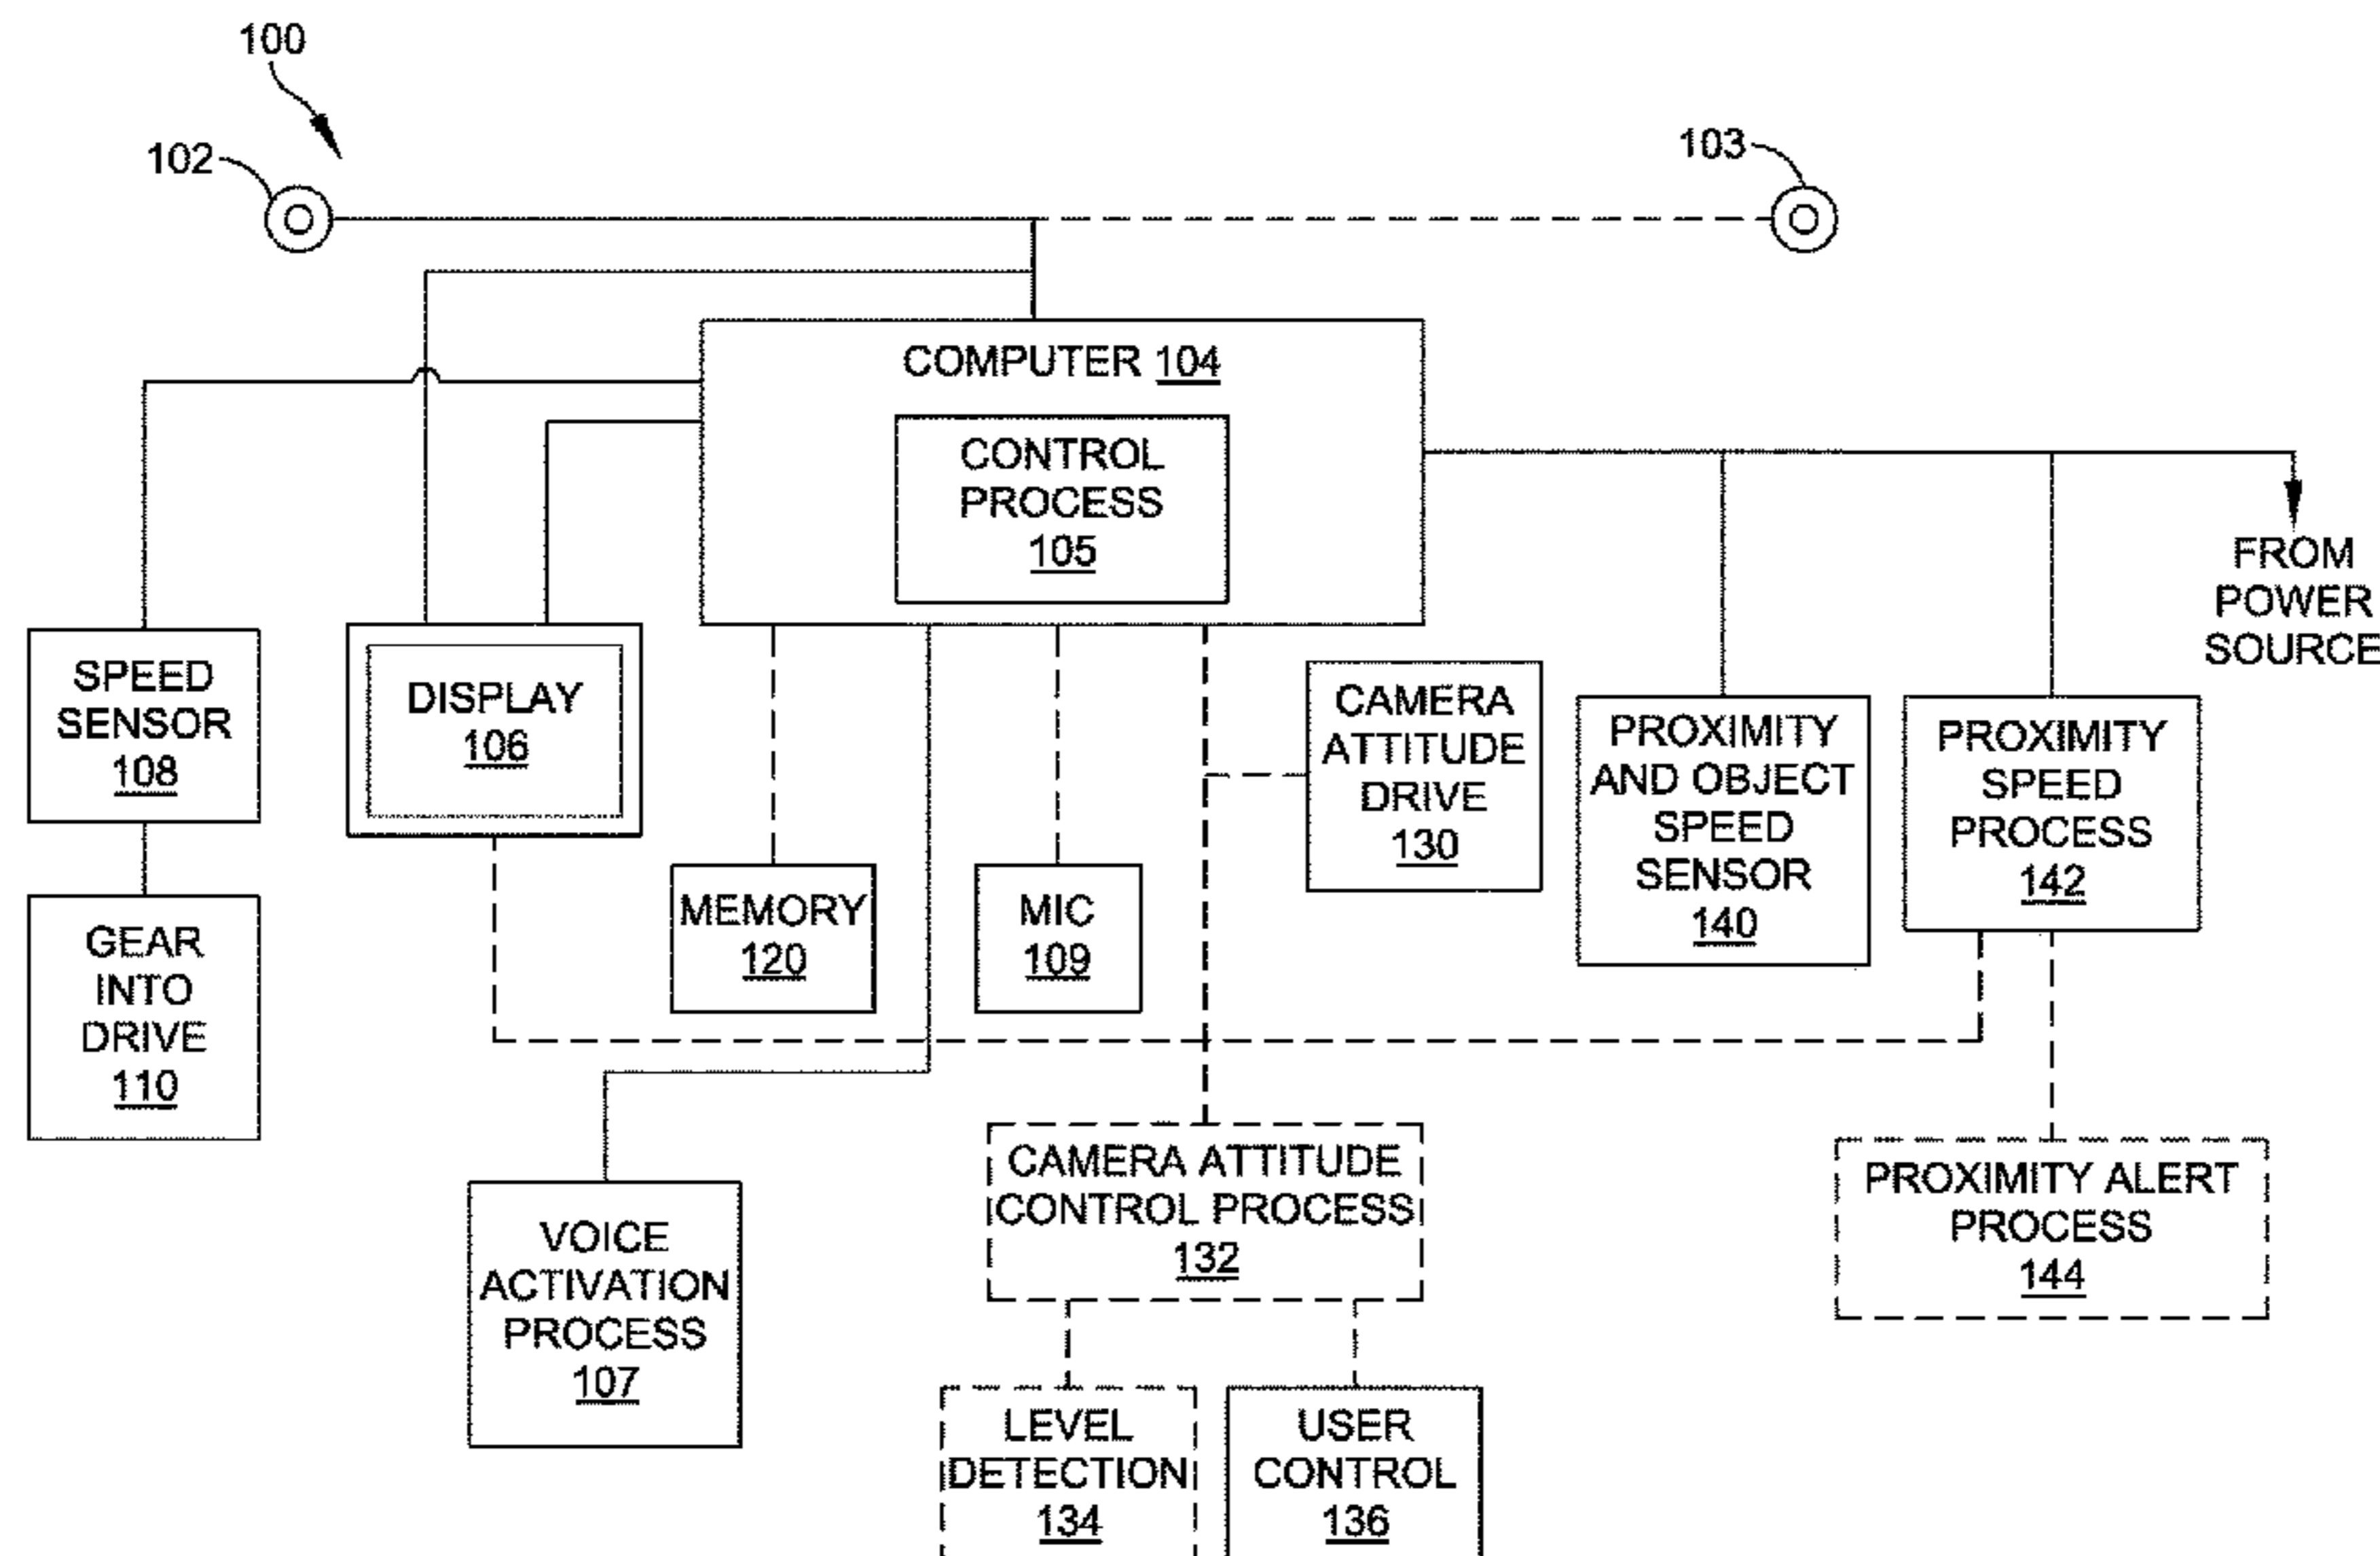 100
102
103
COMPUTER 104
CONTROL
PROCESS
105
FROM
POWER
SOURCE
SPEED
SENSOR
108
DISPLAY
106
CAMERA
ATTITUDE
DRIVE
130
PROXIMITY
AND OBJECT
SPEED
SENSOR
140
PROXIMITY
SPEED
PROCESS
142
GEAR
INTO
DRIVE
110
MEMORY
120
MIC
109
VOICE
ACTIVATION
PROCESS
107
CAMERA ATTITUDE
CONTROL PROCESS
132
PROXIMITY ALERT
PROCESS
144
LEVEL
DETECTION
134
USER
CONTROL
136